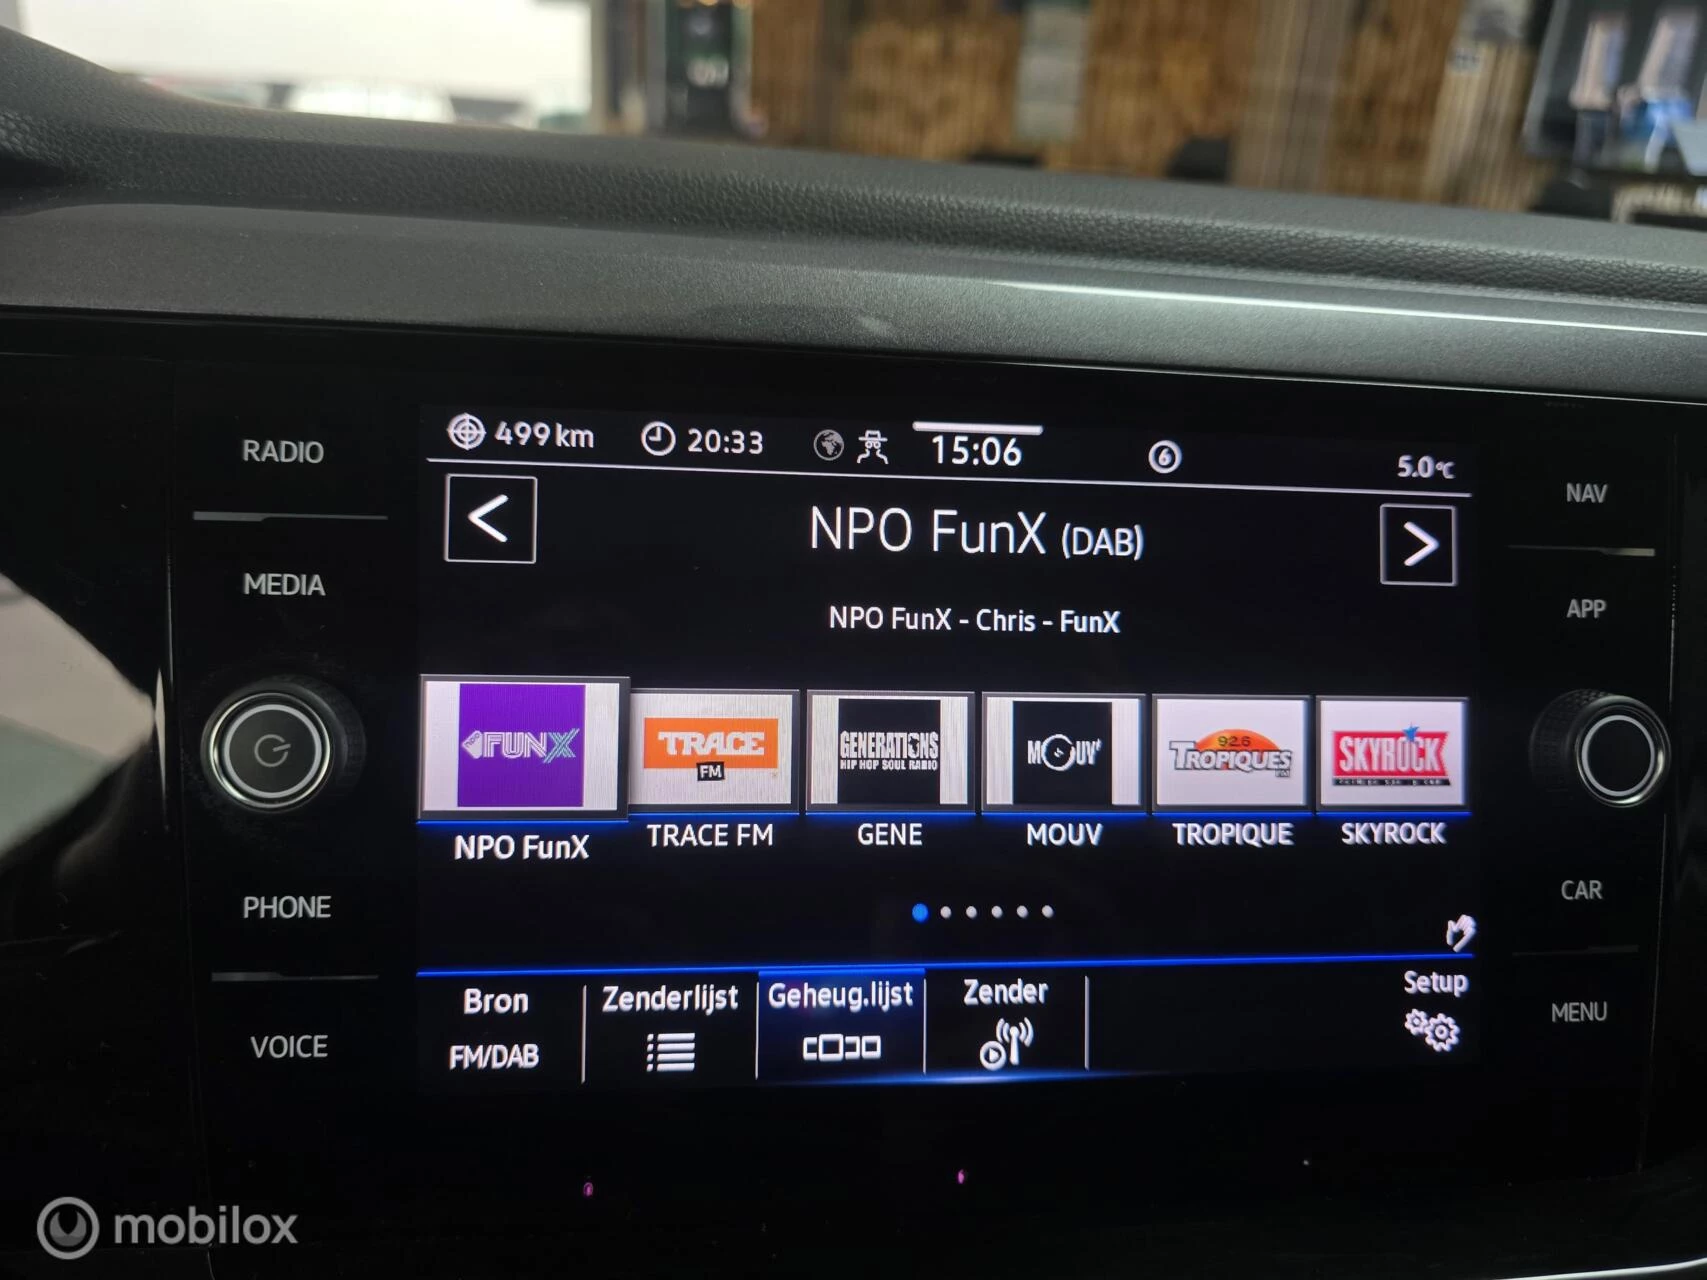 499 km 20:33 15:06 6 5.0°C
RADIO
NAV
<
NPO FunX (DAB)
>
MEDIA
APP
NPO FunX - Chris - FunX
FUNX
TRACE
FM
GENERATIONS
HIP HOP SOUL RADIO
MOUV'
92.6
TROPIQUES
FM
SKYROCK
NPO FunX
TRACE FM
GENE
MOUV
TROPIQUE
SKYROCK
PHONE
CAR
Bron
FM/DAB
Zenderlijst
Geheug.lijst
Zender
Setup
VOICE
MENU
mobilox